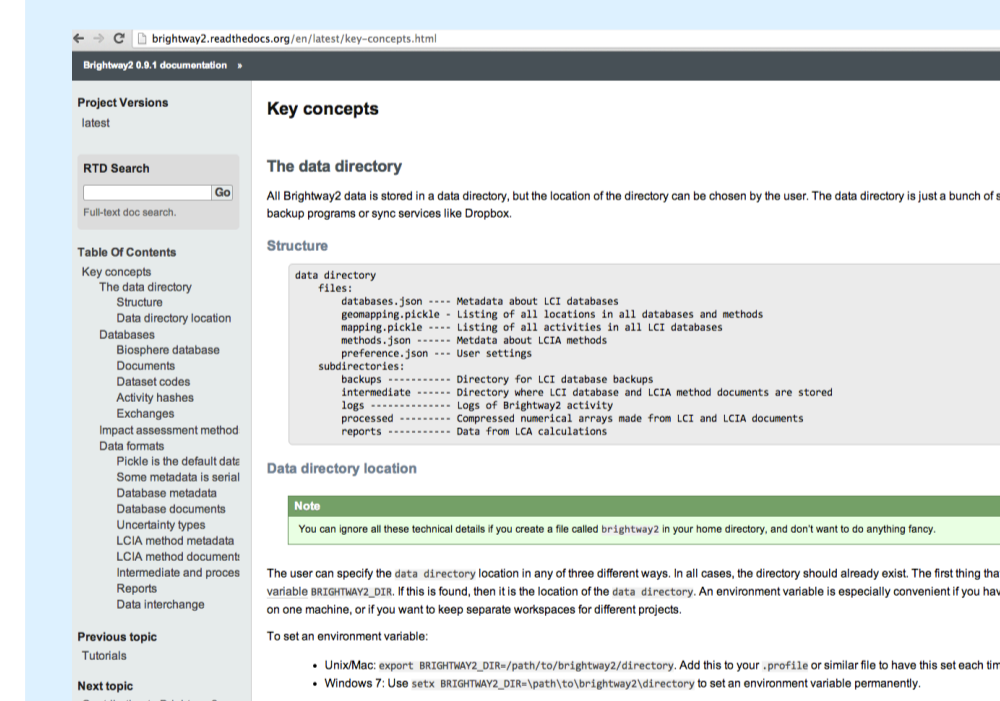 brightway2.readthedocs.org/en/latest/key-concepts.html
Brightway2 0.9.1 documentation »
Project Versions
latest
RTD Search
Go
Full-text doc search.
Table Of Contents
Key concepts
The data directory
Structure
Data directory location
Databases
Biosphere database
Documents
Dataset codes
Activity hashes
Exchanges
Impact assessment method
Data formats
Pickle is the default data
Some metadata is serial
Database metadata
Database documents
Uncertainty types
LCIA method metadata
LCIA method documents
Intermediate and proces
Reports
Data interchange
Previous topic
Tutorials
Next topic
Key concepts
The data directory
All Brightway2 data is stored in a data directory, but the location of the directory can be chosen by the user. The data directory is just a bunch of s
backup programs or sync services like Dropbox.
Structure
data directory
files:
databases.json ---- Metadata about LCI databases
geomapping.pickle - Listing of all locations in all databases and methods
mapping.pickle ---- Listing of all activities in all LCI databases
methods.json ------ Metdata about LCIA methods
preference.json --- User settings
subdirectories:
backups ----------- Directory for LCI database backups
intermediate ------ Directory where LCI database and LCIA method documents are stored
logs -------------- Logs of Brightway2 activity
processed --------- Compressed numerical arrays made from LCI and LCIA documents
reports ----------- Data from LCA calculations
Data directory location
Note
You can ignore all these technical details if you create a file called brightway2 in your home directory, and don't want to do anything fancy.
The user can specify the data directory location in any of three different ways. In all cases, the directory should already exist. The first thing tha
variable BRIGHTWAY2_DIR. If this is found, then it is the location of the data directory. An environment variable is especially convenient if you hav
on one machine, or if you want to keep separate workspaces for different projects.
To set an environment variable:
• Unix/Mac: export BRIGHTWAY2_DIR=/path/to/brightway2/directory. Add this to your .profile or similar file to have this set each tim
• Windows 7: Use setx BRIGHTWAY2_DIR=\path\to\brightway2\directory to set an environment variable permanently.